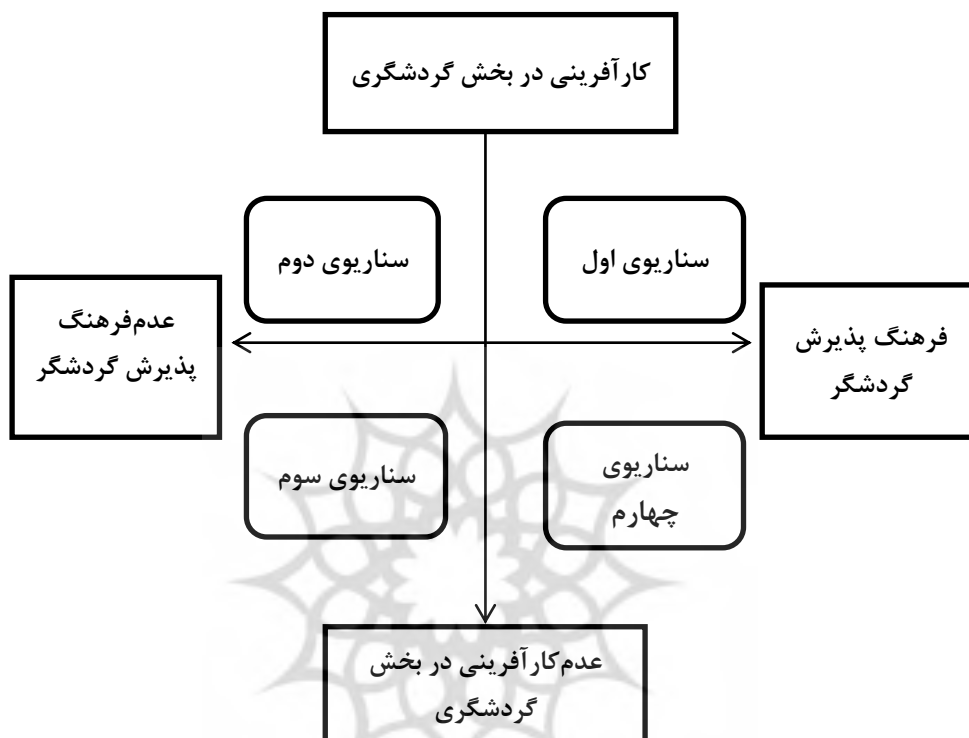 کارآفرینی در بخش گردشگری
سناریوی اول
سناریوی دوم
فرهنگ پذیرش
گردشگر
عدم‌فرهنگ
پذیرش گردشگر
سناریوی
چهارم
سناریوی سوم
عدم‌کارآفرینی در بخش
گردشگری